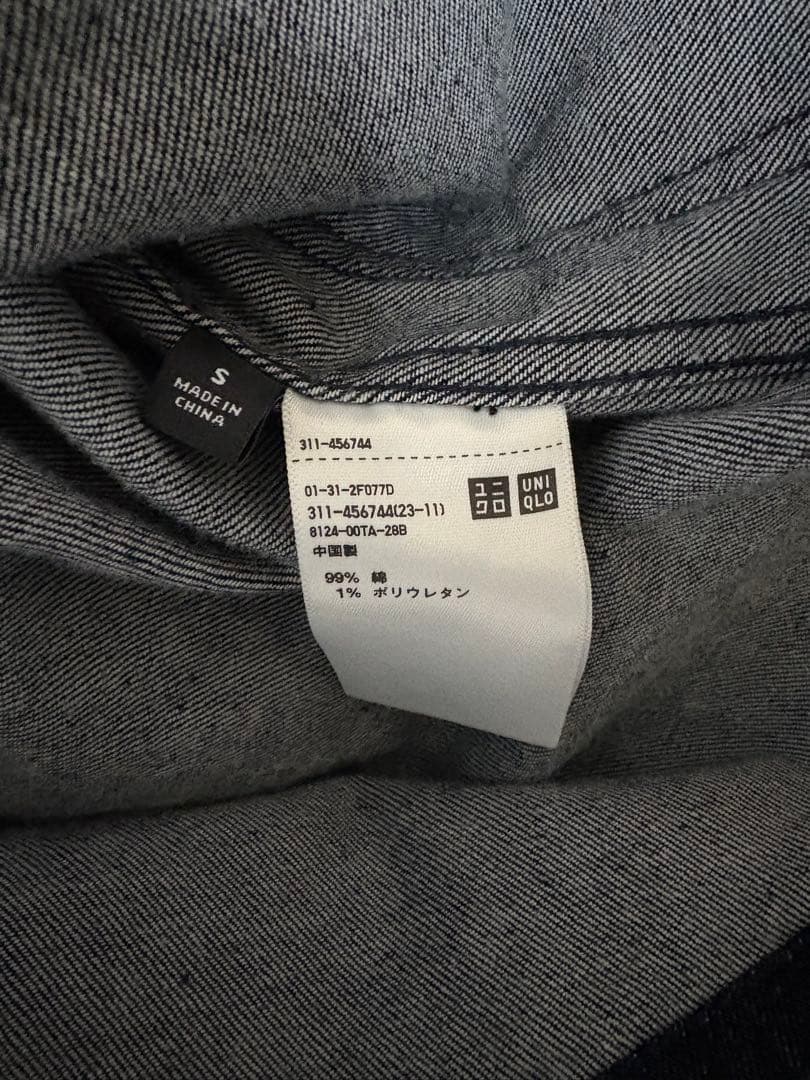 S
MADE IN
CHINA
311-456744
01-31-2F077D
311-456744(23-11)
8124-00TA-28B
中国製
99% 綿
1% ポリウレタン
ユニ
クロ
UNI
QLO